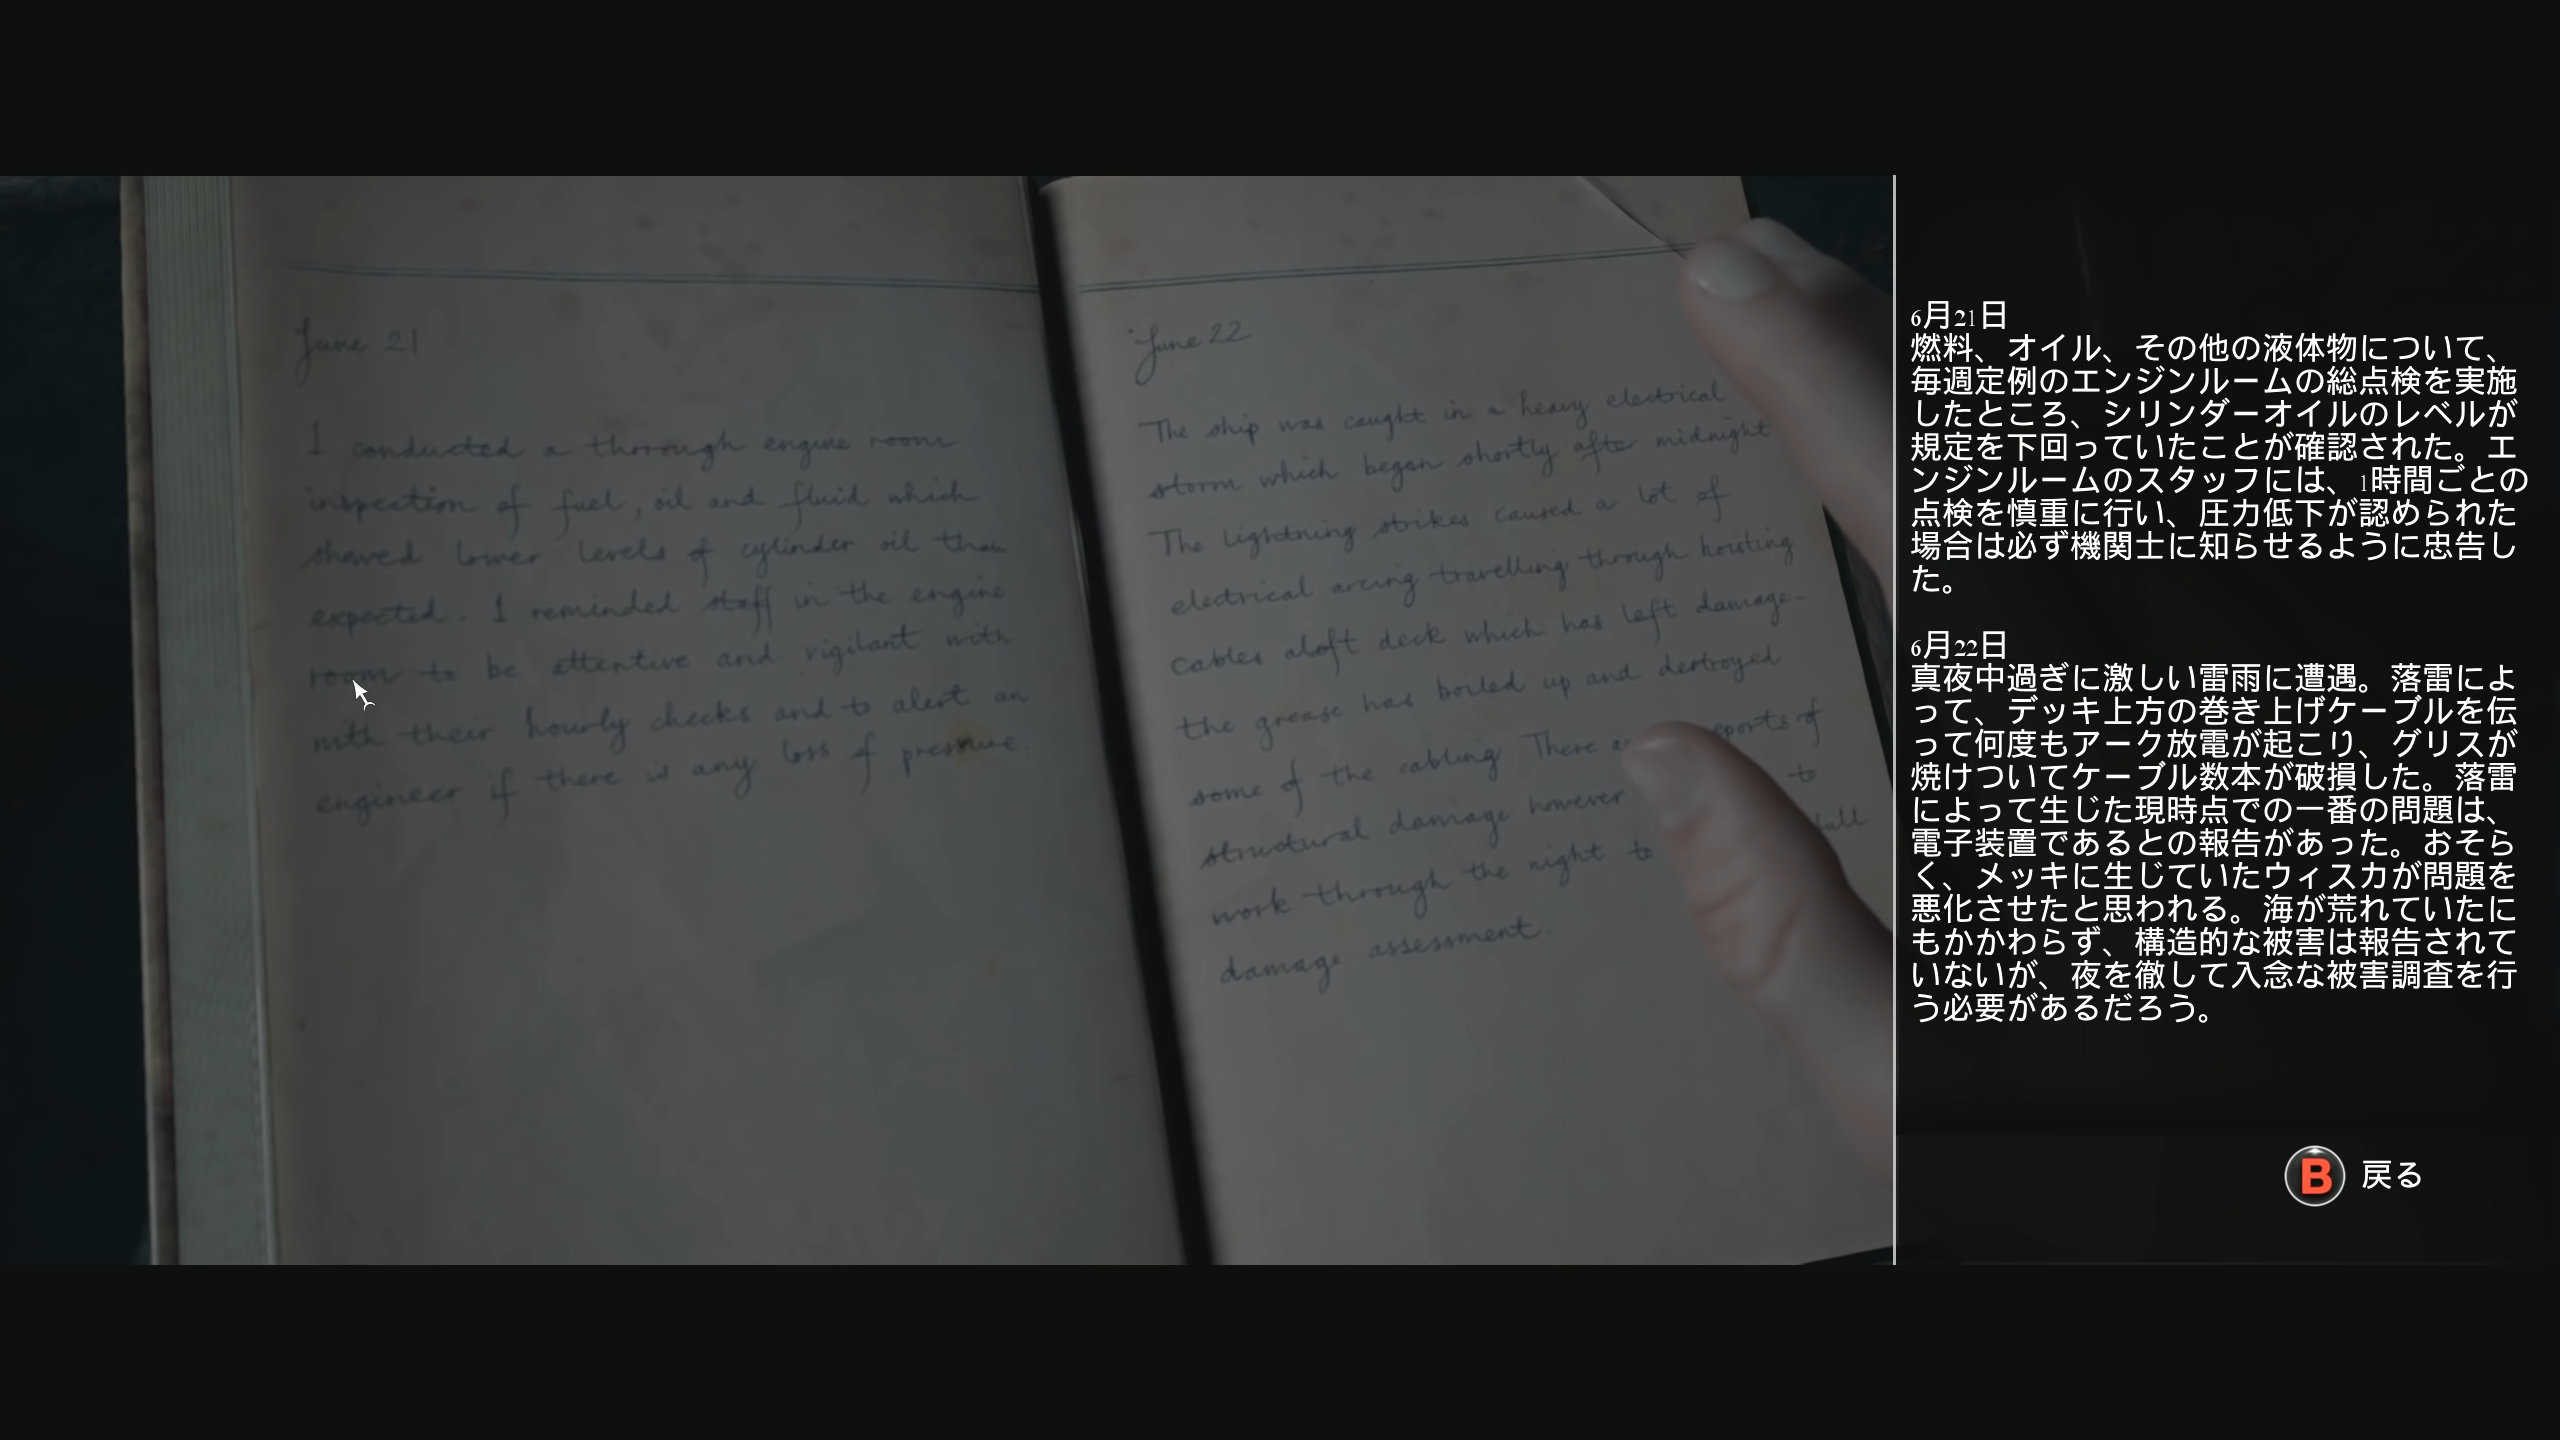 June 21
I conducted a thorough engine room
inspection of fuel, oil and fluid which
showed lower levels of cylinder oil than
expected. I reminded staff in the engine
room to be attentive and vigilant with
with their hourly checks and to alert an
engineer if there is any loss of pressure
June 22
The ship was caught in a heavy electrical
storm which began shortly after midnight
The lightning strikes caused a lot of
electrical arcing travelling through hoisting
cables aloft deck which has left damage-
the grease has boiled up and destroyed
some of the cabling There of
structural damage however to
work through the night to
damage assessment.
6月21日
燃料、オイル、その他の液体物について、
毎週定例のエンジンルームの総点検を実施
したところ、シリンダーオイルのレベルが
規定を下回っていたことが確認された。エ
ンジンルームのスタッフには、1時間ごとの
点検を慎重に行い、圧力低下が認められた
場合は必ず機関士に知らせるように忠告し
た。
6月22日
真夜中過ぎに激しい雷雨に遭遇。落雷によ
って、デッキ上方の巻き上げケーブルを伝
って何度もアーク放電が起こり、グリスが
焼けついてケーブル数本が破損した。落雷
によって生じた現時点での一番の問題は、
電子装置であるとの報告があった。おそら
く、メッキに生じていたウィスカが問題を
悪化させたと思われる。海が荒れていたに
もかかわらず、構造的な被害は報告されて
いないが、夜を徹して入念な被害調査を行
う必要があるだろう。
B 戻る